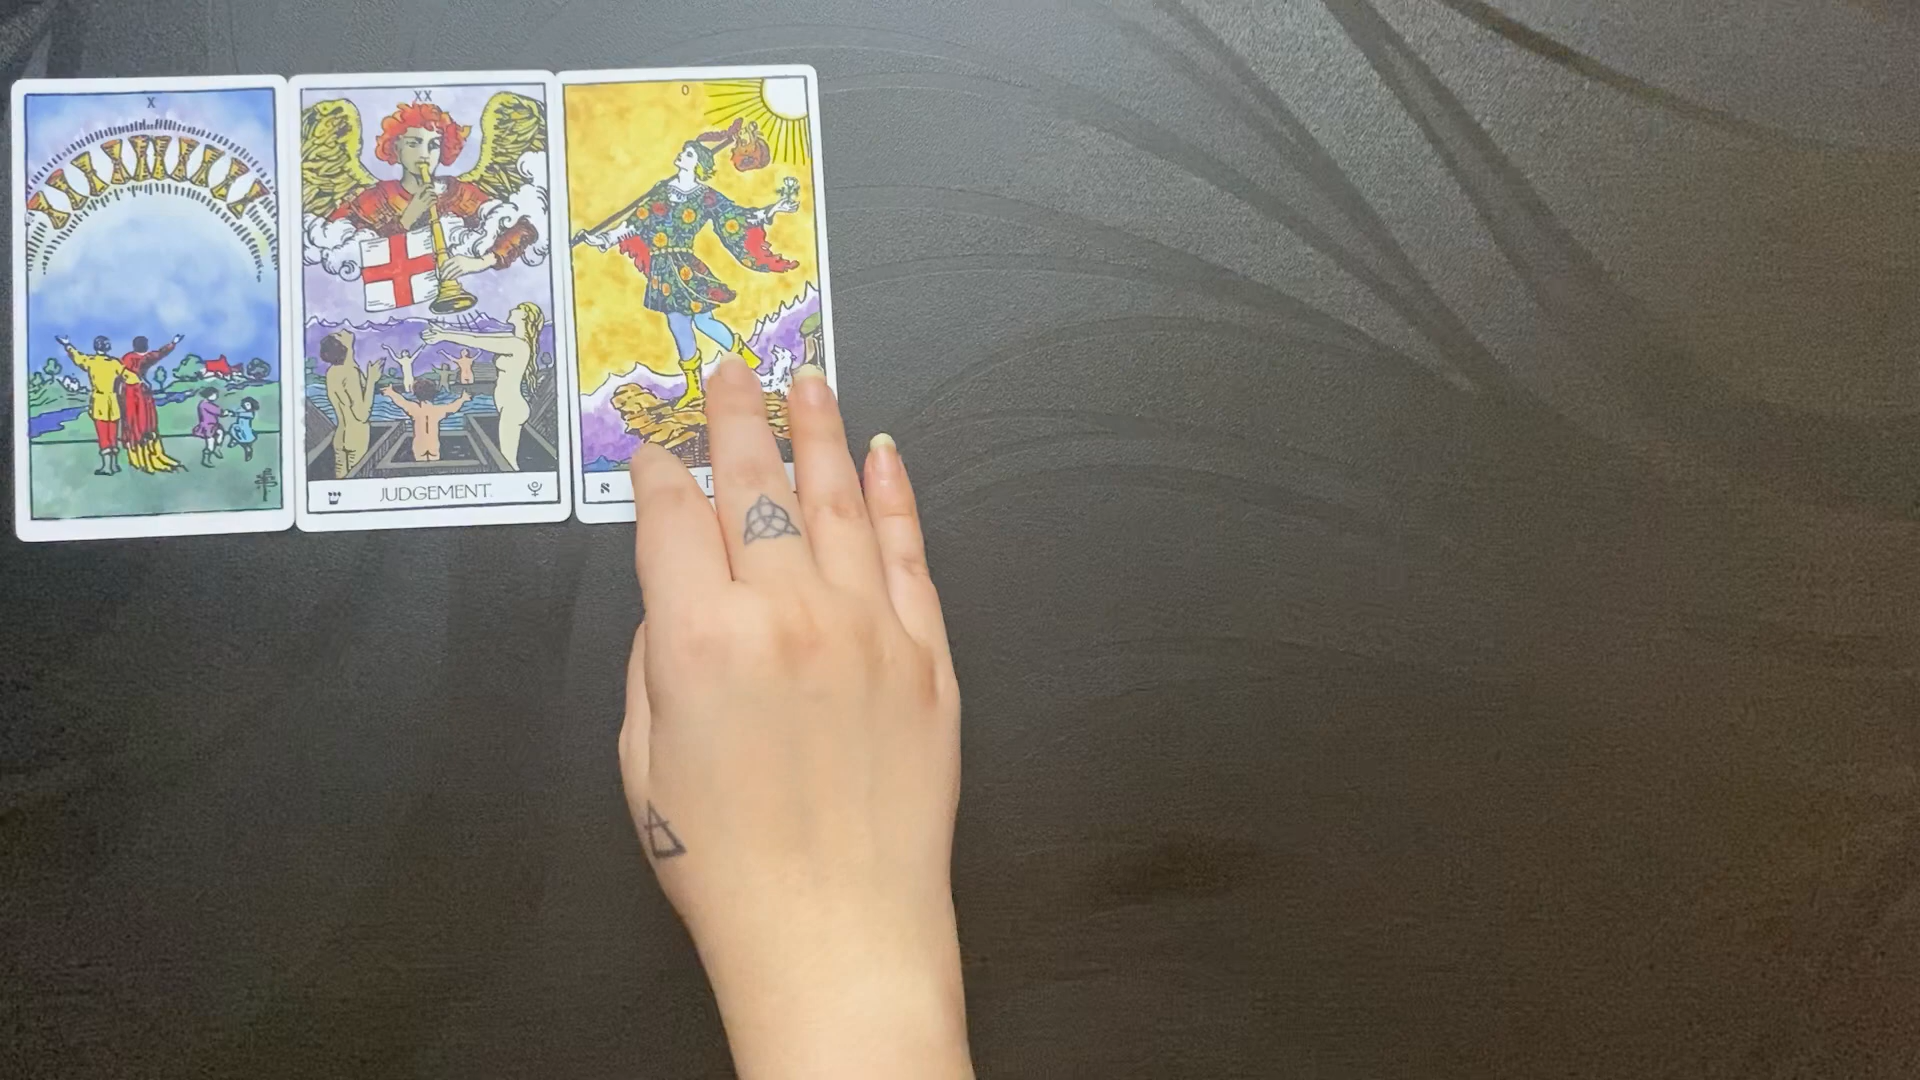 X
XX
0
ש JUDGEMENT. ♇
א